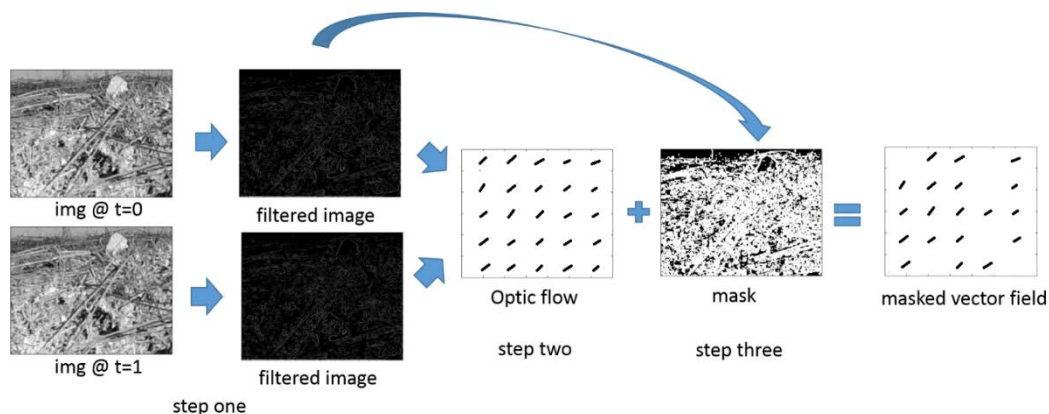 img @ t=0
filtered image
img @ t=1
filtered image
step one
Optic flow
step two
mask
step three
masked vector field